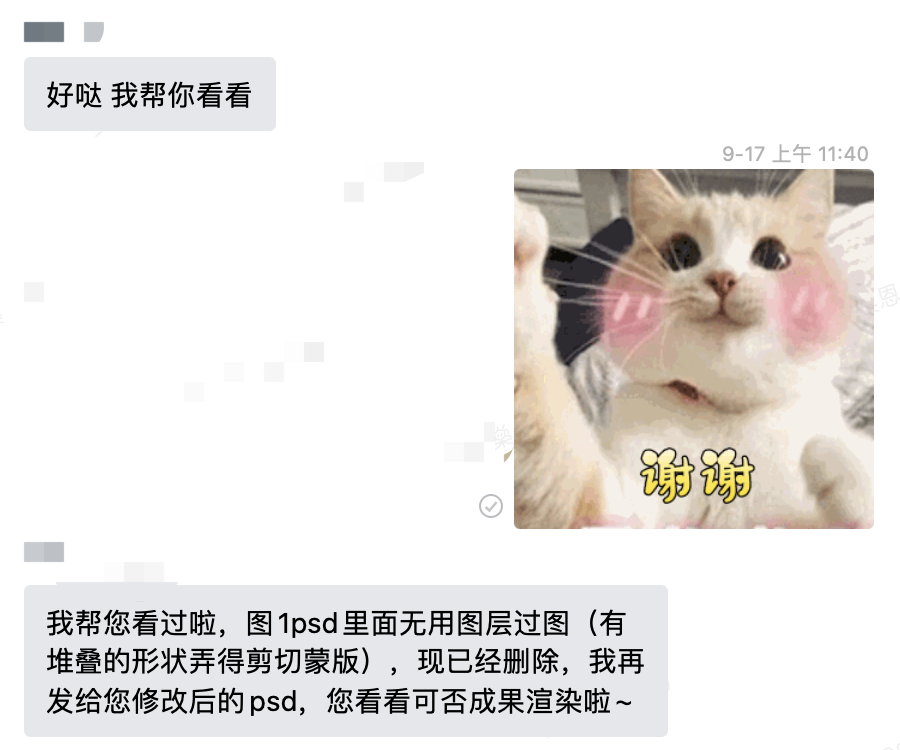 好哒 我帮你看看
9-17 上午 11:40
谢谢
我帮您看过啦，图1psd里面无用图层过图（有
堆叠的形状弄得剪切蒙版），现已经删除，我再
发给您修改后的psd，您看看可否成果渲染啦~